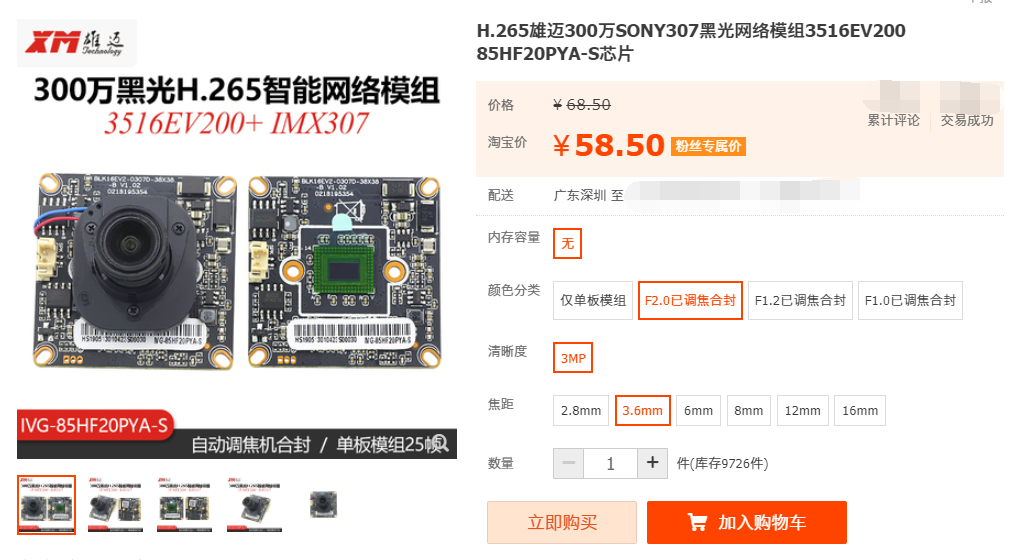 H.265雄迈300万SONY307黑光网络模组3516EV200
85HF20PYA-S芯片
XM 雄迈
Technology
300万黑光H.265智能网络模组
3516EV200+ IMX307
BLK16EV2-0307D-38X38
-B V1.02
0218195354
BLK16EV2-0307D-38X38
-B V1.02
0218195354
IVG-85HF20PYA-S
IVG-85HF20PYA-S
IVG-85HF20PYA-S
自动调焦机合封 / 单板模组25帧
价格
¥ 68.50
淘宝价
¥ 58.50 粉丝专属价
累计评论
交易成功
配送
广东深圳 至
内存容量
无
颜色分类
仅单板模组
F2.0已调焦合封
F1.2已调焦合封
F1.0已调焦合封
清晰度
3MP
焦距
2.8mm
3.6mm
6mm
8mm
12mm
16mm
数量
− 1 + 件(库存9726件)
立即购买
加入购物车